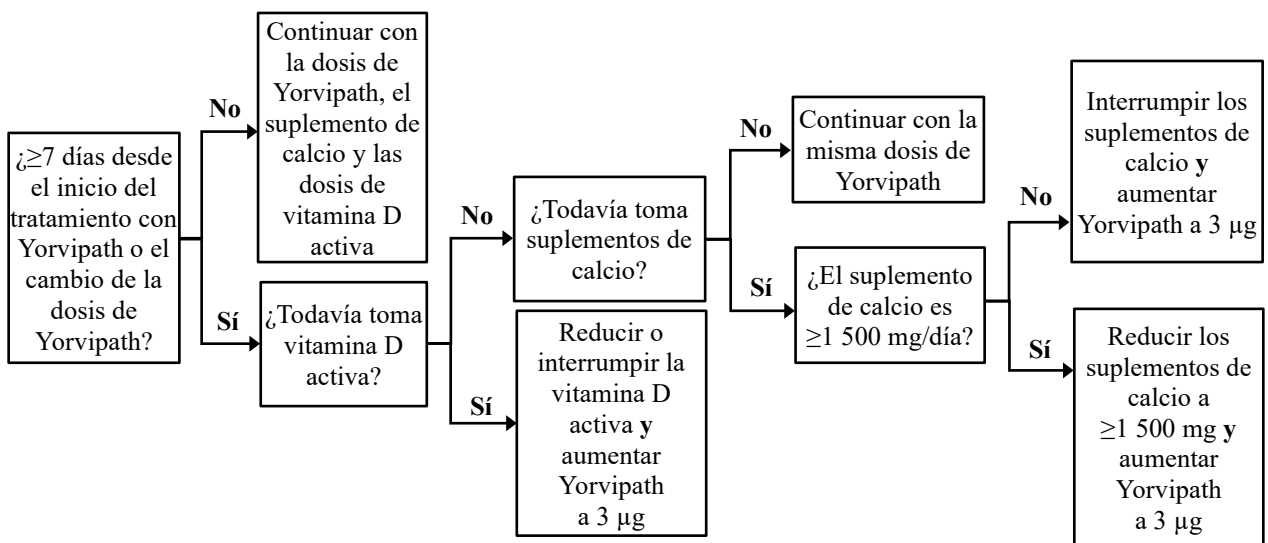 ¿≥7 días desde
el inicio del
tratamiento con
Yorvipath o el
cambio de la
dosis de
Yorvipath?
No
Continuar con
la dosis de
Yorvipath, el
suplemento de
calcio y las
dosis de
vitamina D
activa
Sí
¿Todavía toma
vitamina D
activa?
No
¿Todavía toma
suplementos de
calcio?
Sí
Reducir o
interrumpir la
vitamina D
activa y
aumentar
Yorvipath
a 3 µg
No
Continuar con la
misma dosis de
Yorvipath
Sí
¿El suplemento
de calcio es
≥1 500 mg/día?
No
Interrumpir los
suplementos de
calcio y
aumentar
Yorvipath a 3 µg
Sí
Reducir los
suplementos de
calcio a
≥1 500 mg y
aumentar
Yorvipath
a 3 µg